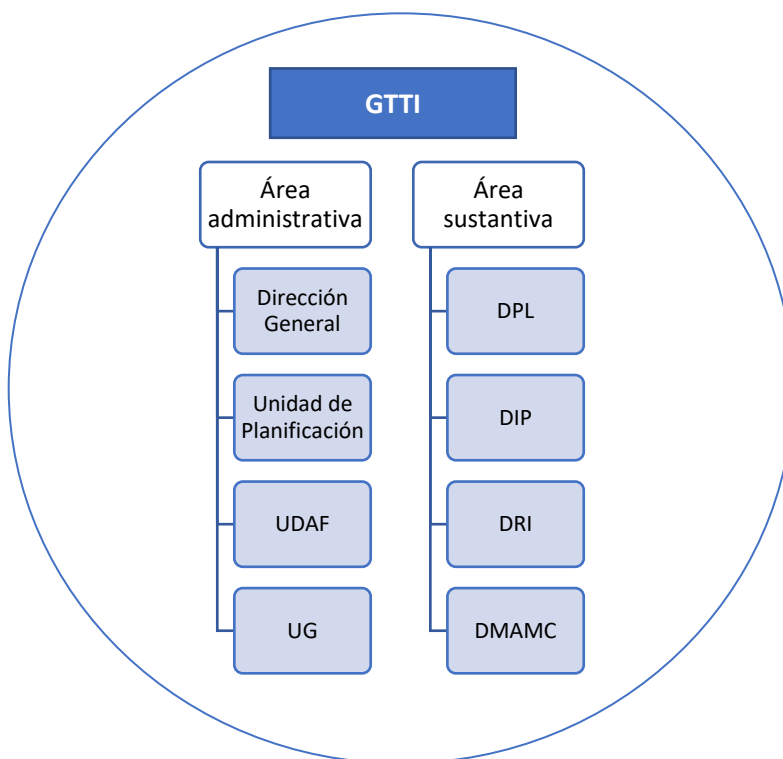 GTTI
Área
administrativa
Dirección
General
Unidad de
Planificación
UDAF
UG
Área
sustantiva
DPL
DIP
DRI
DMAMC